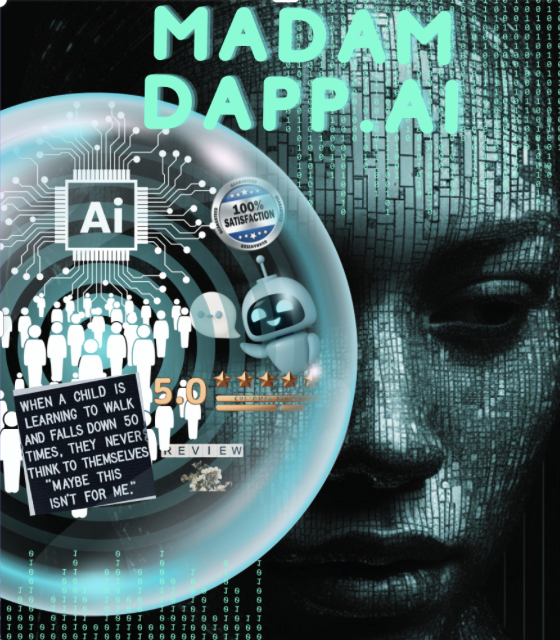 MADAM
DAPP.AI
Ai
100%
SATISFACTION
5.0
WHEN A CHILD IS
LEARNING TO WALK
AND FALLS DOWN 50
TIMES, THEY NEVER
THINK TO THEMSELVES
"MAYBE THIS
ISN'T FOR ME."
REVIEW